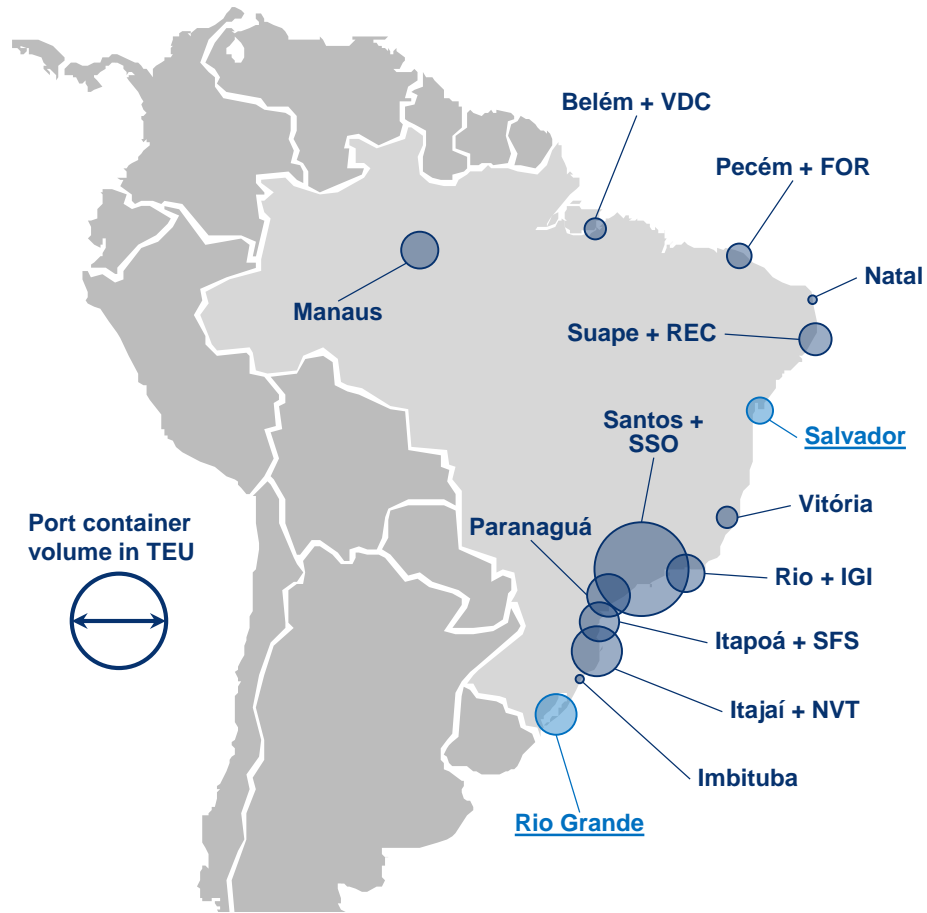 Belém + VDC
Pecém + FOR
Natal
Manaus
Suape + REC
Santos +
SSO
Salvador
Port container
volume in TEU
Paranaguá
Vitória
Rio + IGI
Itapoá + SFS
Itajaí + NVT
Imbituba
Rio Grande